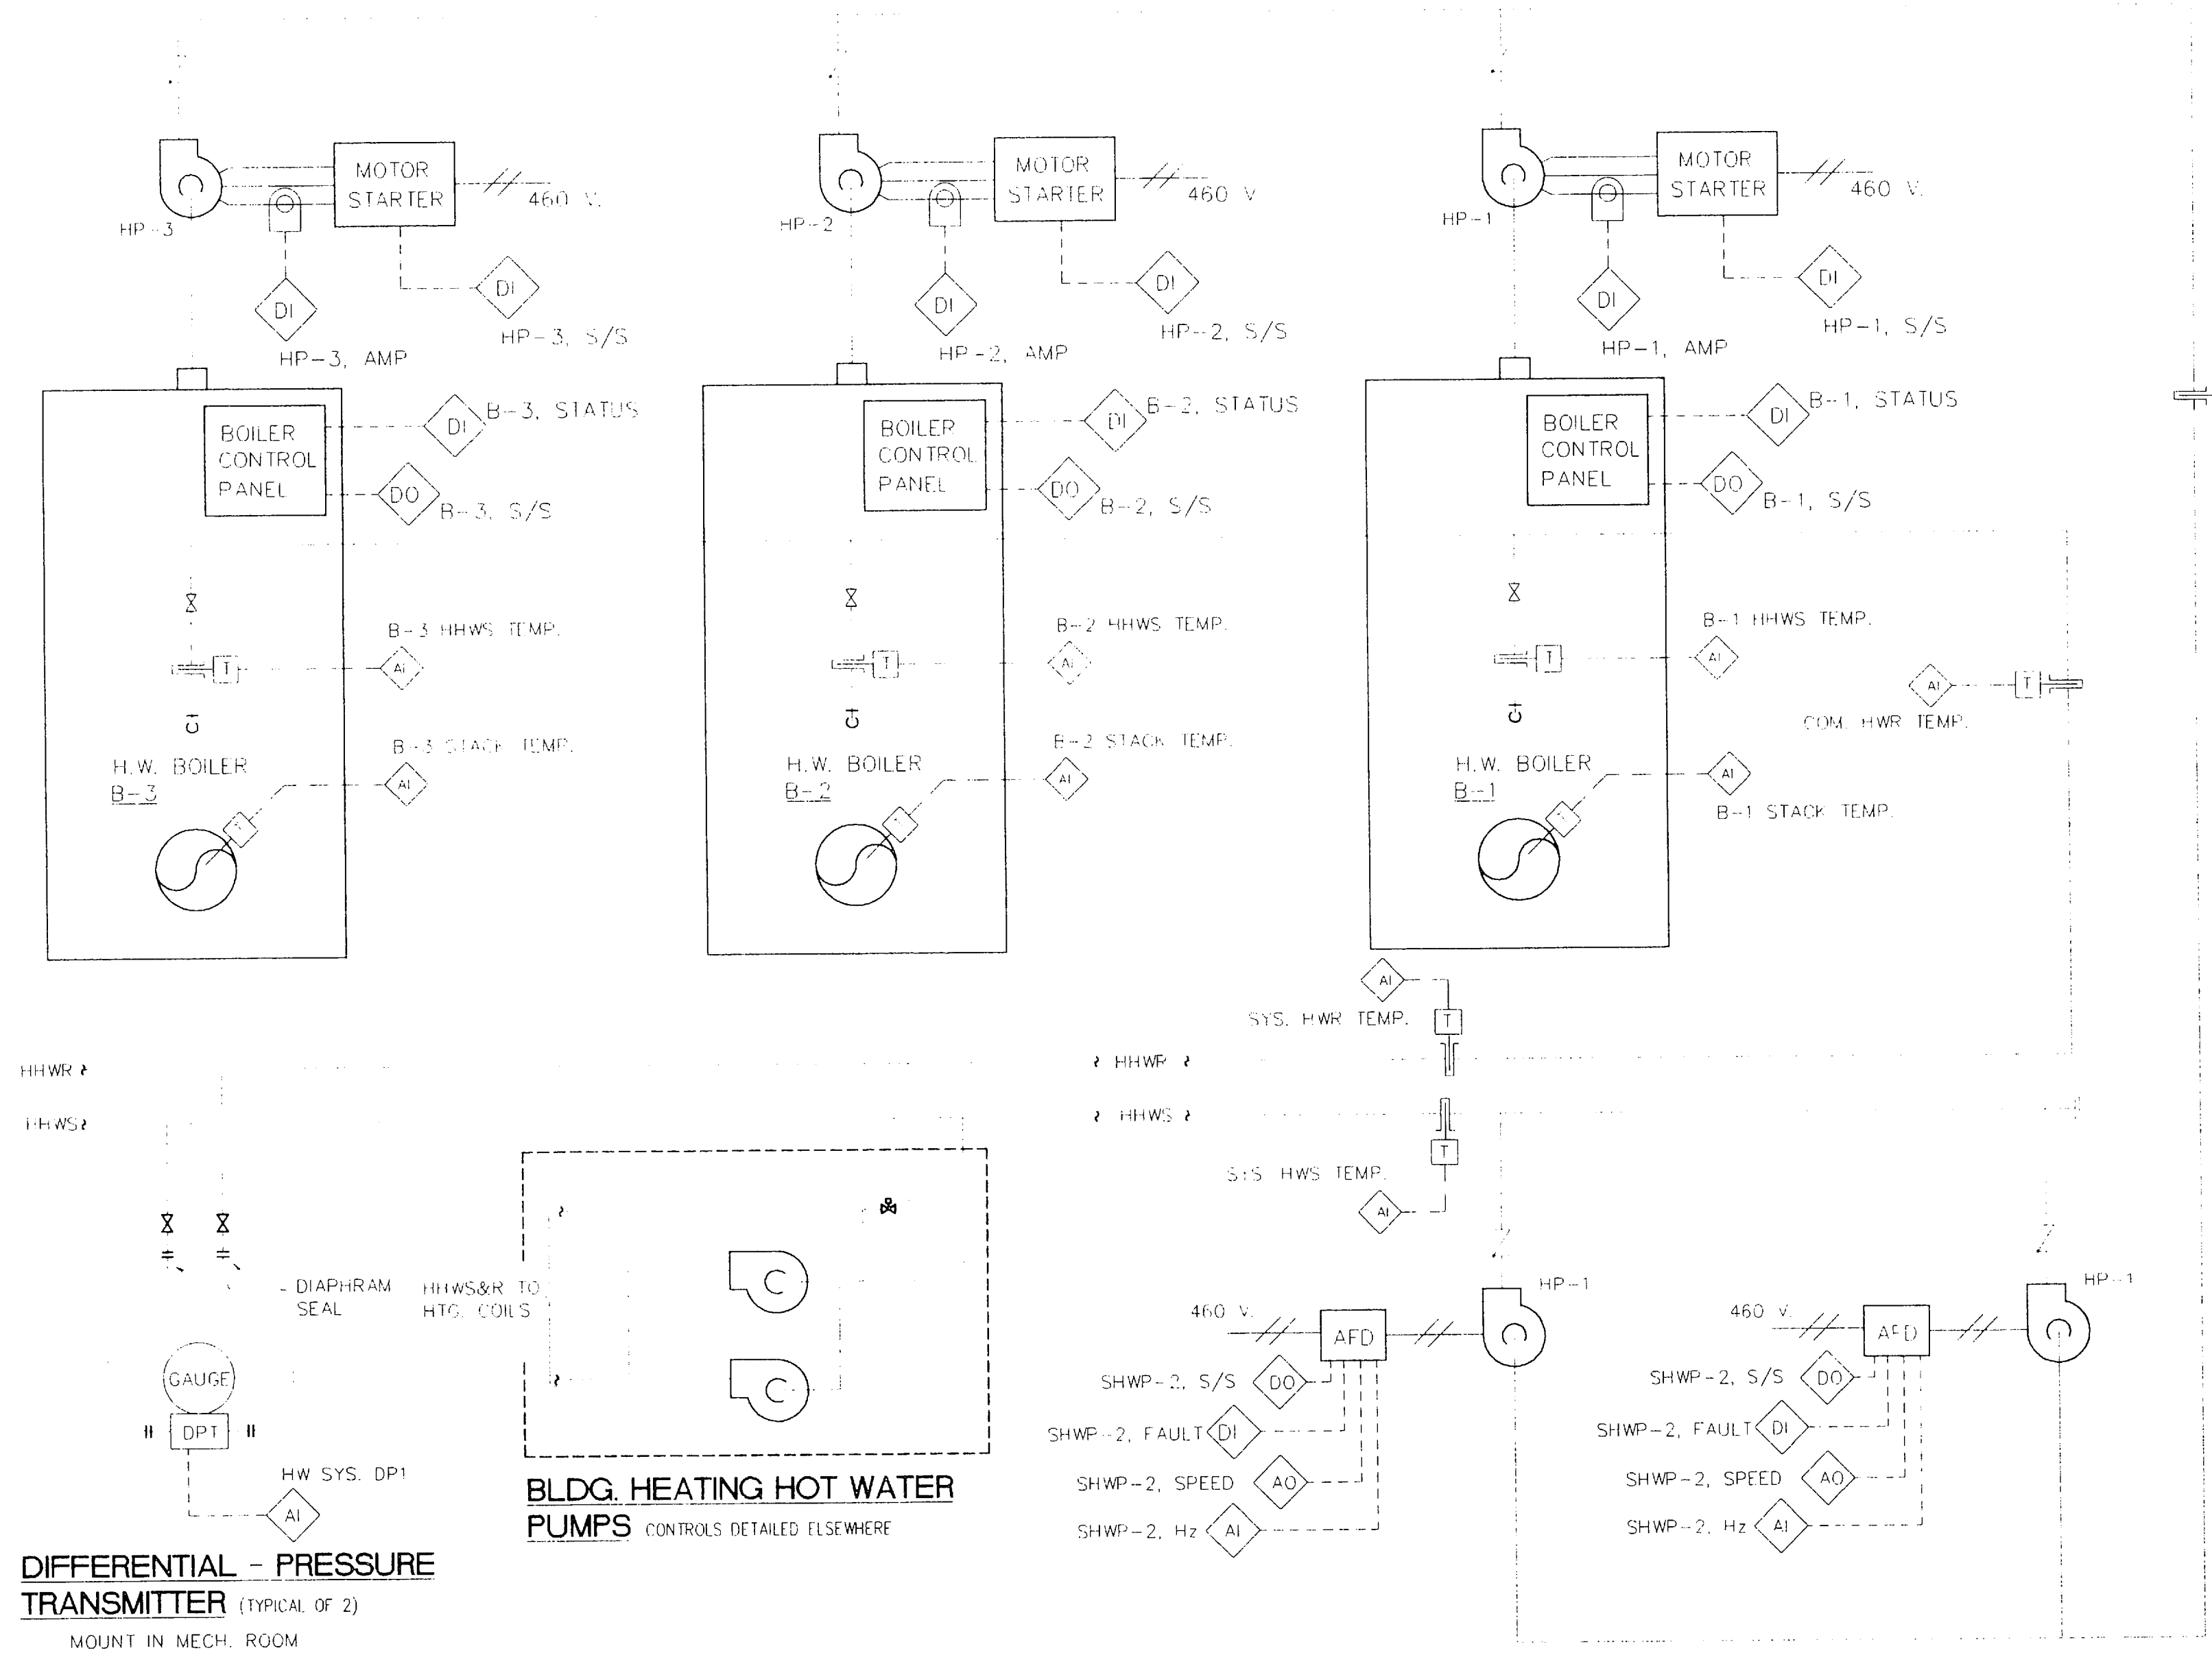 MOTOR
STARTER
460 V.
HP-3
DI
DI
HP-3, S/S
HP-3, AMP
MOTOR
STARTER
460 V
HP-2
DI
DI
HP-2, S/S
HP-2, AMP
MOTOR
STARTER
460 V.
HP-1
DI
DI
HP-1, S/S
HP-1, AMP
BOILER
CONTROL
PANEL
DI
B-3, STATUS
DO
B-3, S/S
B-3 HHWS TEMP.
T
Ai
B-3 STACK TEMP.
AI
H.W. BOILER
B-3
BOILER
CONTROL
PANEL
DI
B-2, STATUS
DO
B-2, S/S
B-2 HHWS TEMP.
T
Ai
B-2 STACK TEMP.
AI
H.W. BOILER
B-2
BOILER
CONTROL
PANEL
DI
B-1, STATUS
DO
B-1, S/S
B-1 HHWS TEMP.
T
AI
H.W. BOILER
B-1
AI
B-1 STACK TEMP.
AI
T
COM. HWR TEMP.
AI
SYS. HWR TEMP.
T
HHWR
HHWR
HHWS
HHWS
T
HWS TEMP.
AI
DIAPHRAM
SEAL
GAUGE
DPT
HW SYS. DP1
AI
DIFFERENTIAL - PRESSURE
TRANSMITTER (TYPICAL OF 2)
MOUNT IN MECH. ROOM
HHWS&R TO
HTG. COILS
BLDG. HEATING HOT WATER
PUMPS CONTROLS DETAILED ELSEWHERE
HP-1
460 V.
AFD
SHWP-2, S/S DO
SHWP-2, FAULT DI
SHWP-2, SPEED AO
SHWP-2, Hz AI
HP-1
460 V.
AFD
SHWP-2, S/S DO
SHWP-2, FAULT DI
SHWP-2, SPEED AO
SHWP-2, Hz AI